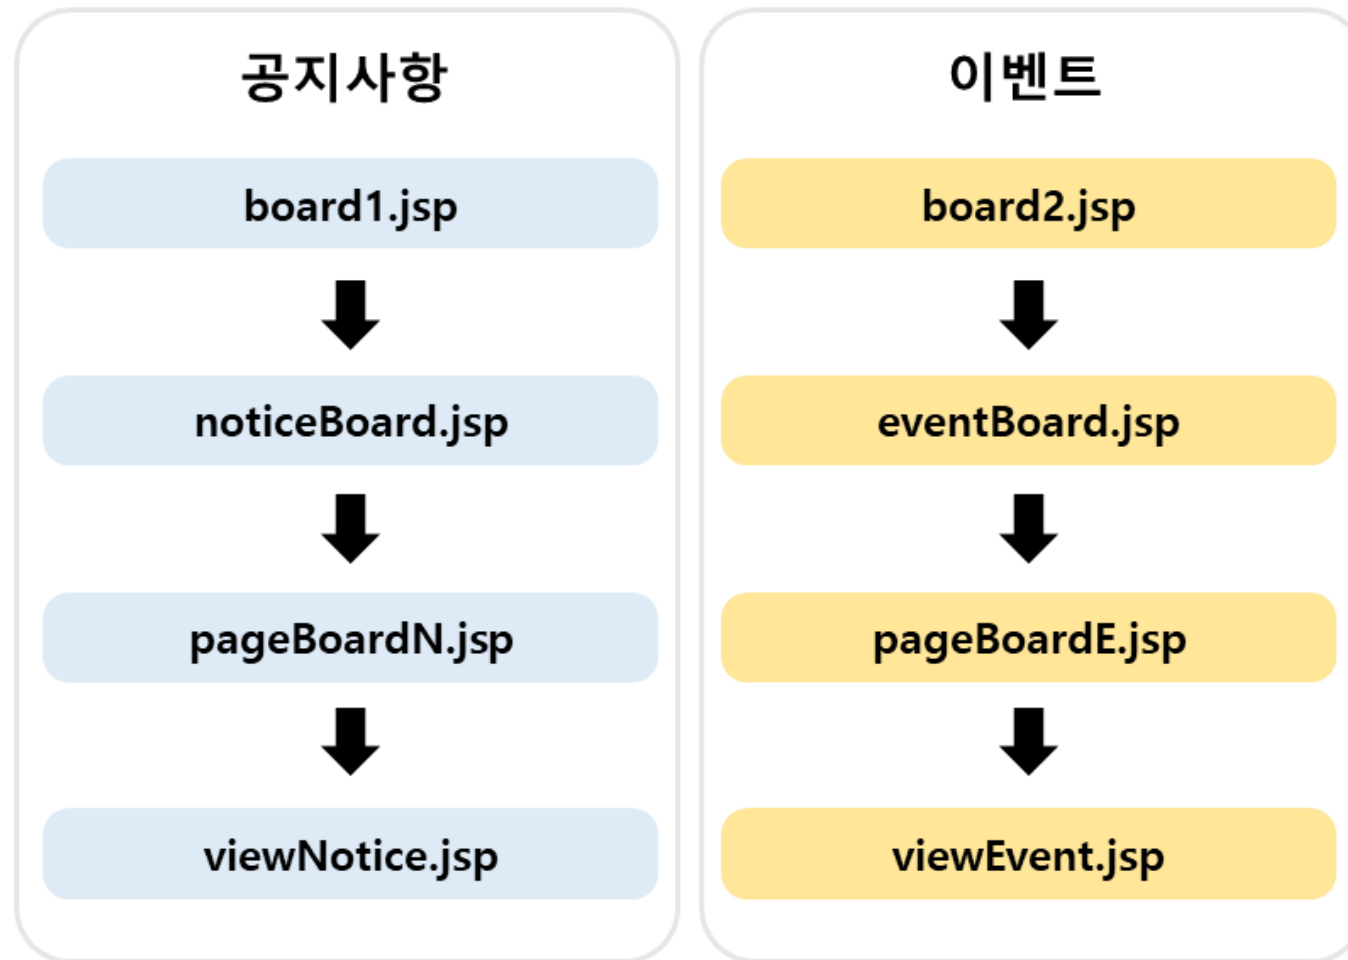 공지사항
board1.jsp
noticeBoard.jsp
pageBoardN.jsp
viewNotice.jsp
이벤트
board2.jsp
eventBoard.jsp
pageBoardE.jsp
viewEvent.jsp